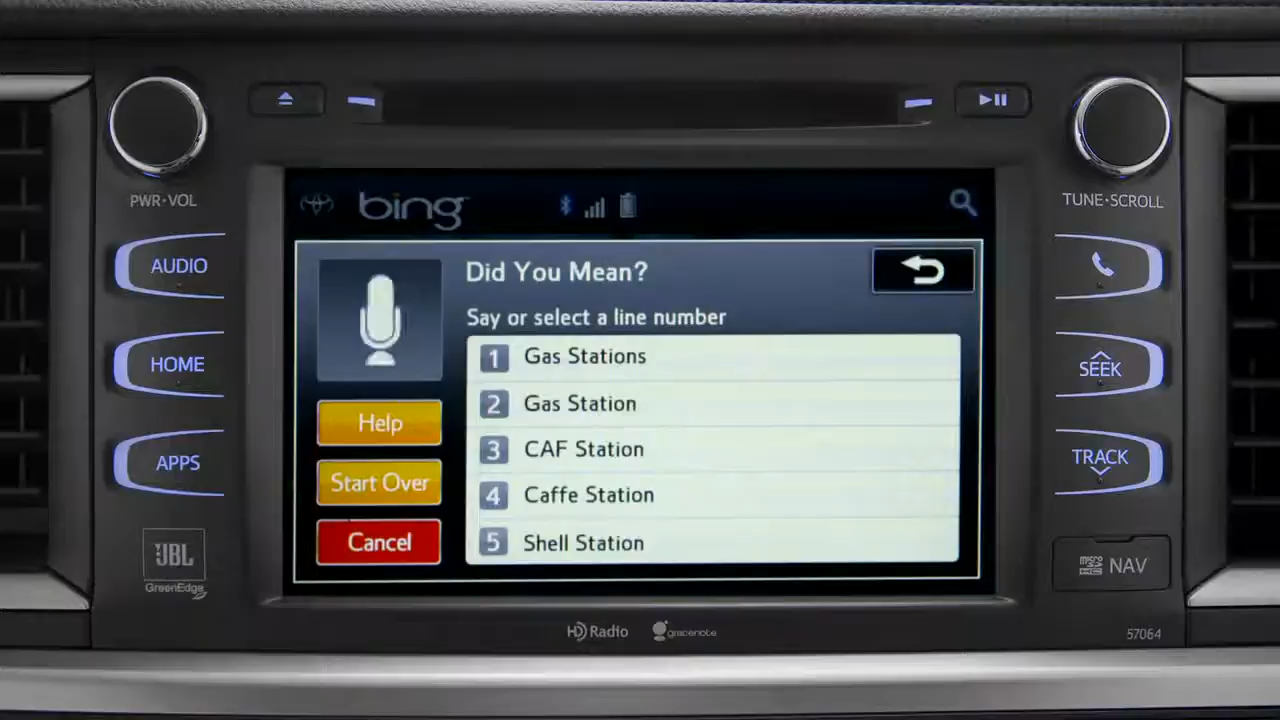 PWR•VOL
TUNE•SCROLL
bing
AUDIO
HOME
APPS
Did You Mean?
Say or select a line number
1 Gas Stations
2 Gas Station
3 CAF Station
4 Caffe Station
5 Shell Station
Help
Start Over
Cancel
SEEK
TRACK
JBL
GreenEdge
micro
NAV
HD Radio
gracenote
57064